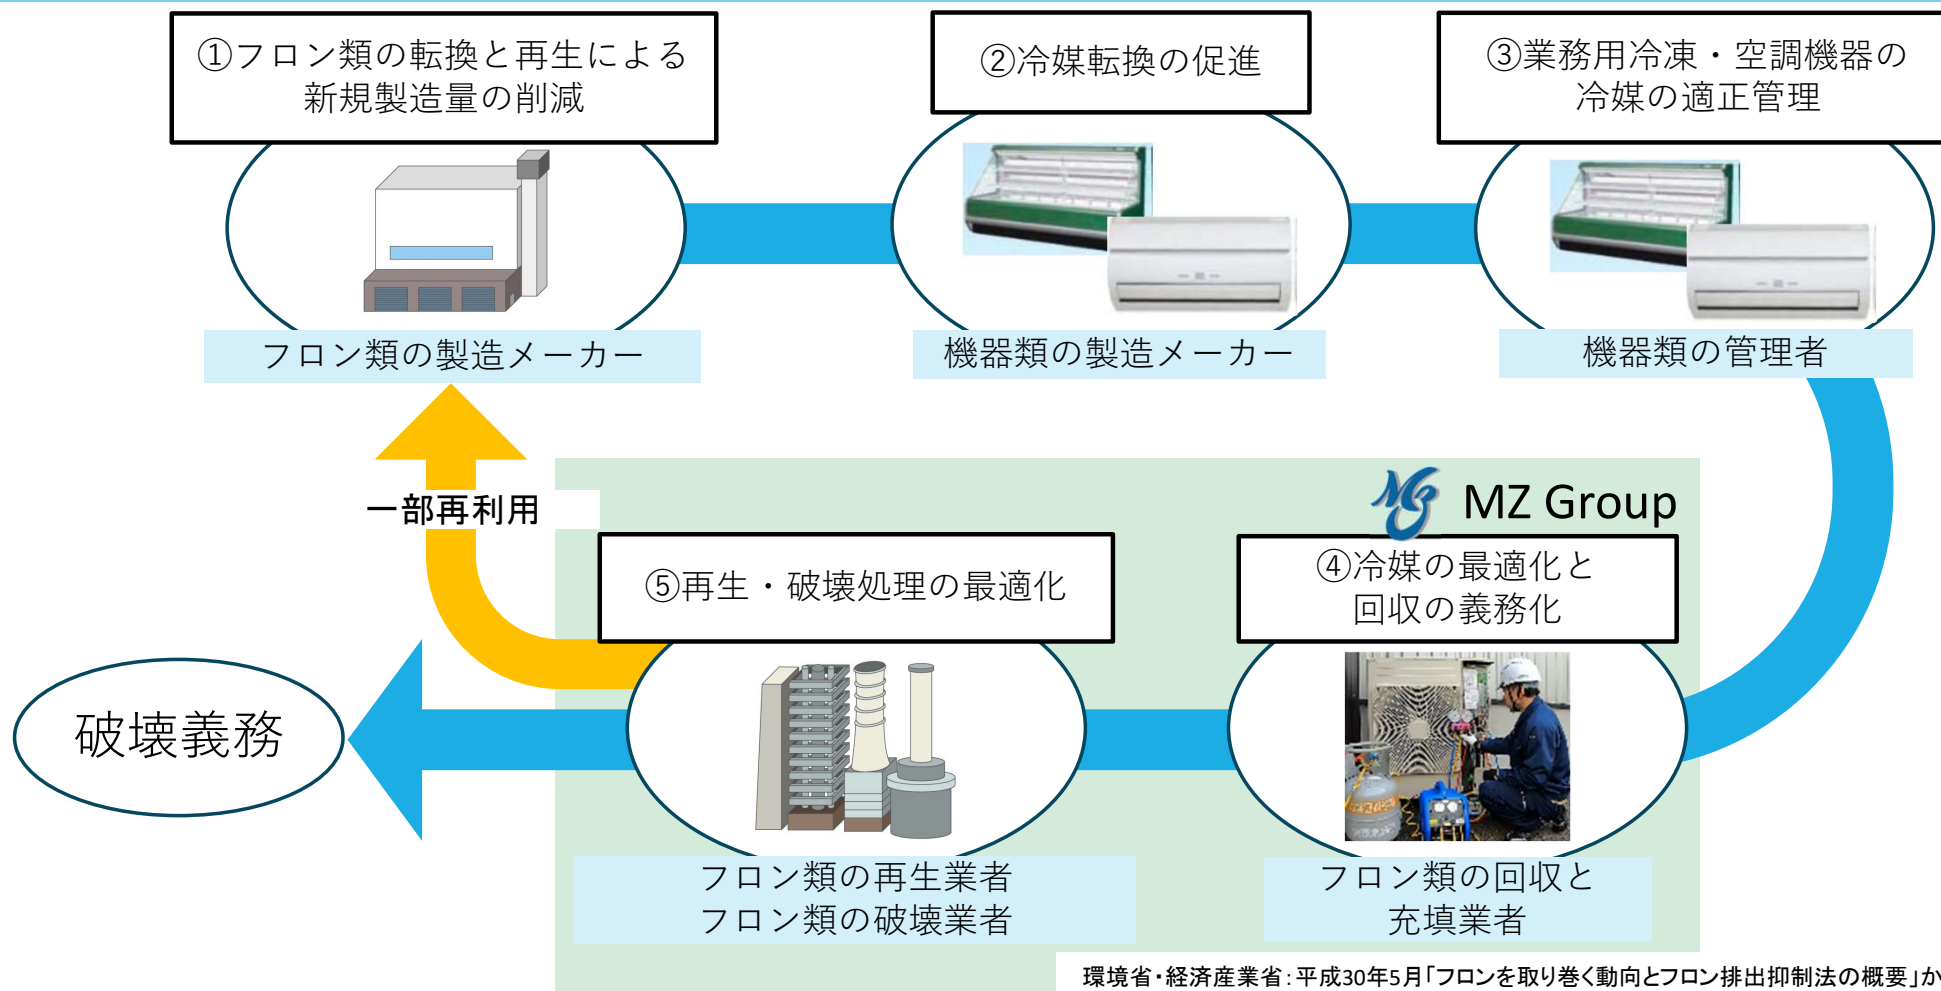 ①フロン類の転換と再生による
新規製造量の削減
②冷媒転換の促進
③業務用冷凍・空調機器の
冷媒の適正管理
フロン類の製造メーカー
機器類の製造メーカー
機器類の管理者
一部再利用
MZ Group
⑤再生・破壊処理の最適化
④冷媒の最適化と
回収の義務化
破壊義務
フロン類の再生業者
フロン類の破壊業者
フロン類の回収と
充填業者
環境省・経済産業省：平成30年5月「フロンを取り巻く動向とフロン排出抑制法の概要」か